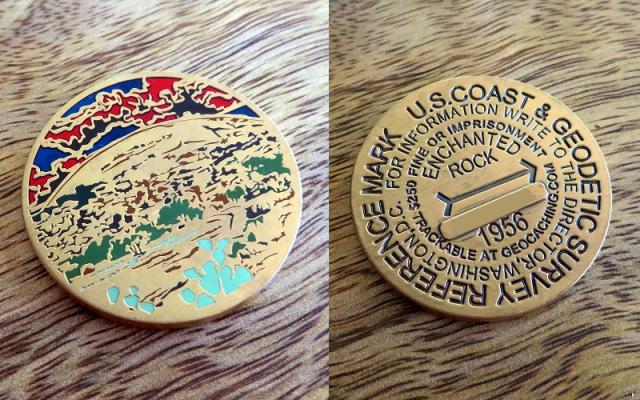 U.S.COAST & GEODETIC SURVEY REFERENCE MARK
FOR INFORMATION WRITE TO THE DIRECTOR, WASHINGTON D.C.
$250 FINE OR IMPRISONMENT
ENCHANTED
ROCK
1956
TRACKABLE AT GEOCACHING.COM